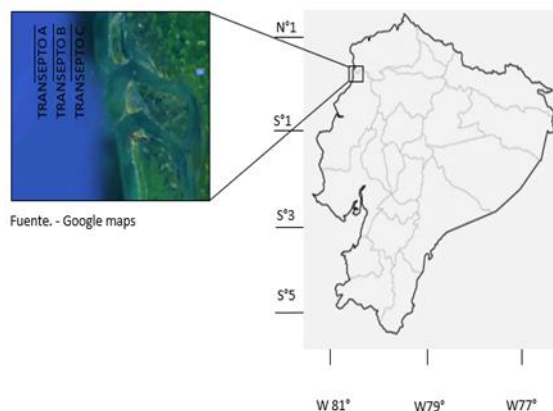 TRANSEPTO A
TRANSEPTO B
TRANSEPTO C
Fuente. - Google maps
N°1
S°1
S°3
S°5
W 81°
W79°
W77°